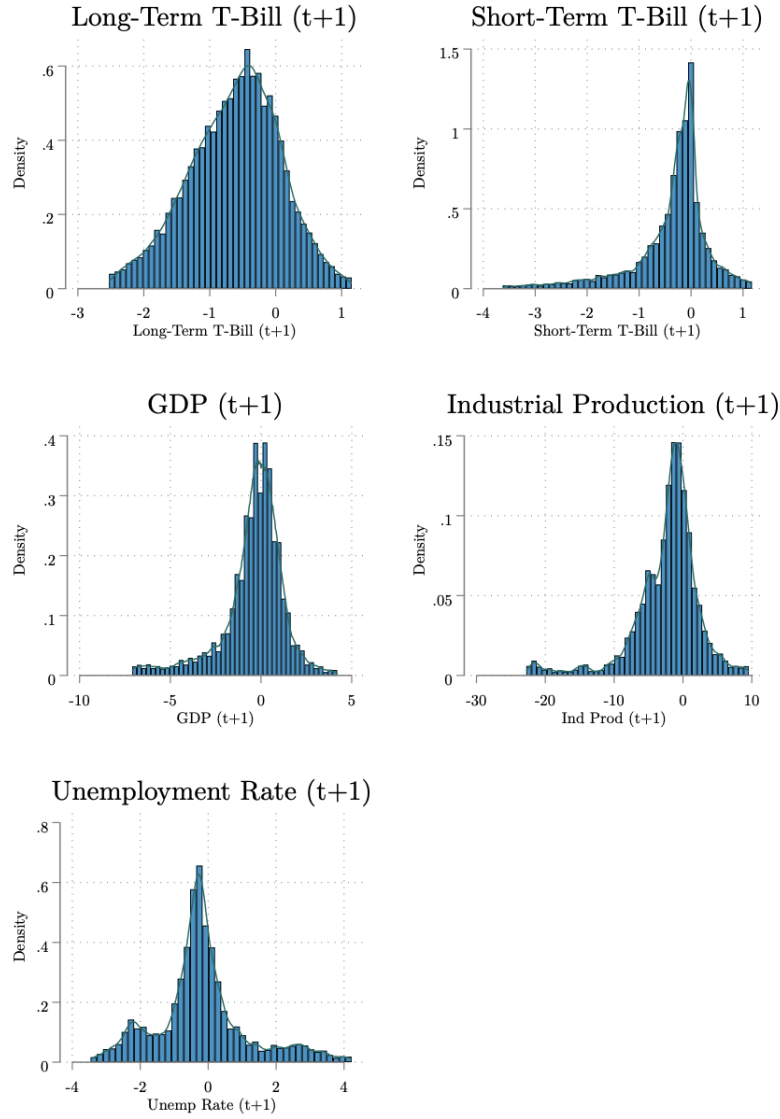 Long-Term T-Bill (t+1)
.6
.4
.2
0
Density
-3 -2 -1 0 1
Long-Term T-Bill (t+1)
Short-Term T-Bill (t+1)
1.5
1
.5
0
Density
-4 -3 -2 -1 0 1
Short-Term T-Bill (t+1)
GDP (t+1)
.4
.3
.2
.1
0
Density
-10 -5 0 5
GDP (t+1)
Industrial Production (t+1)
.15
.1
.05
0
Density
-30 -20 -10 0 10
Ind Prod (t+1)
Unemployment Rate (t+1)
.8
.6
.4
.2
0
Density
-4 -2 0 2 4
Unemp Rate (t+1)